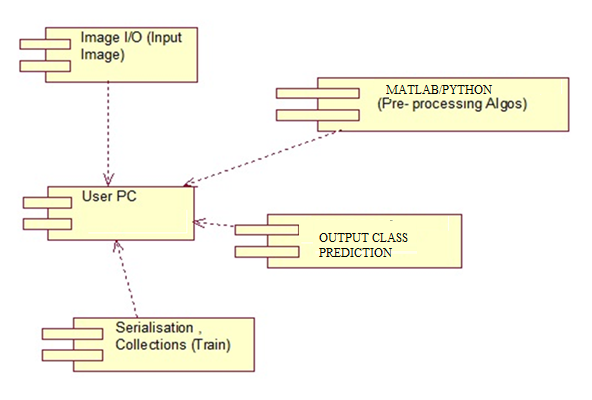 Image I/O (Input
Image)
MATLAB/PYTHON
(Pre- processing Algos)
User PC
OUTPUT CLASS
PREDICTION
Serialisation ,
Collections (Train)